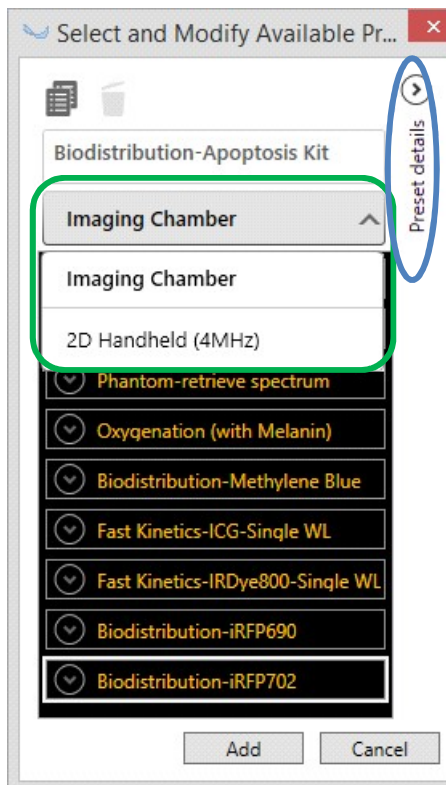 Select and Modify Available Pr...
Preset details
Biodistribution-Apoptosis Kit
Imaging Chamber
Imaging Chamber
2D Handheld (4MHz)
Phantom-retrieve spectrum
Oxygenation (with Melanin)
Biodistribution-Methylene Blue
Fast Kinetics-ICG-Single WL
Fast Kinetics-IRDye800-Single WL
Biodistribution-iRFP690
Biodistribution-iRFP702
Add
Cancel